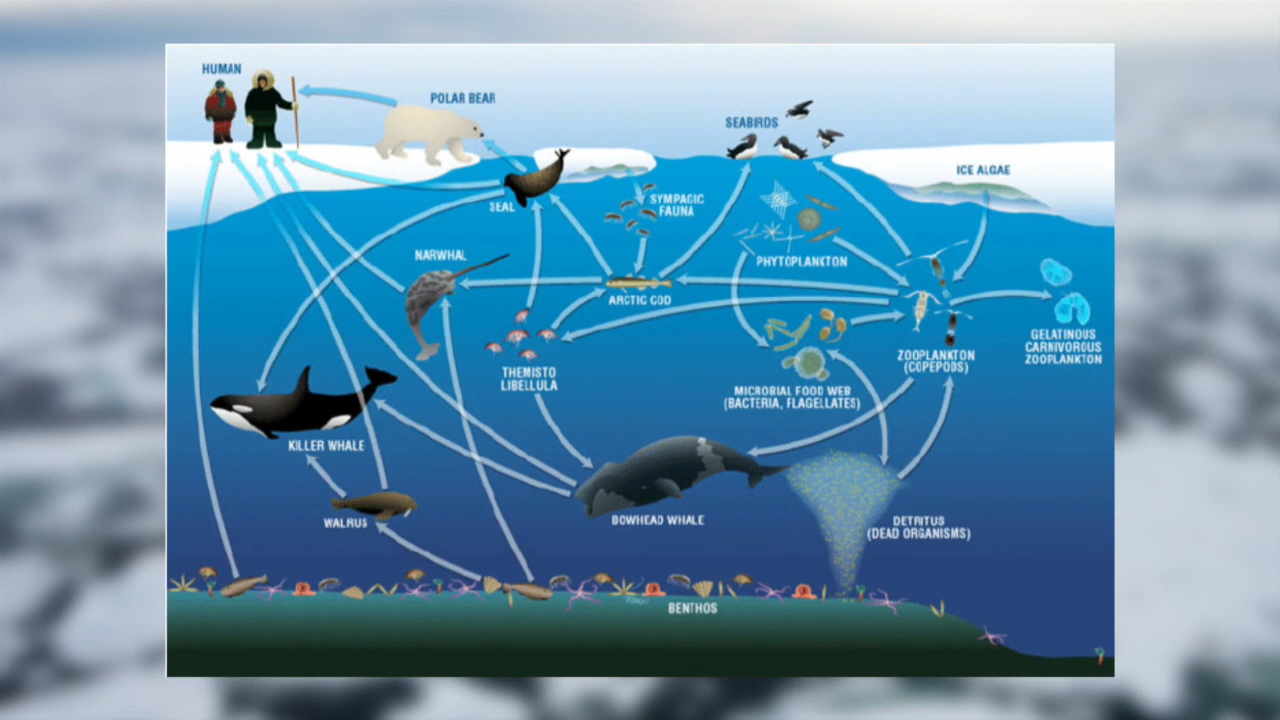 HUMAN
POLAR BEAR
SEABIRDS
ICE ALGAE
SEAL
SYMPAGIC
FAUNA
NARWHAL
PHYTOPLANKTON
ARCTIC COD
GELATINOUS
CARNIVOROUS
ZOOPLANKTON
ZOOPLANKTON
(COPEPODS)
THEMISTO
LIBELLULA
MICROBIAL FOOD WEB
(BACTERIA, FLAGELLATES)
KILLER WHALE
WALRUS
BOWHEAD WHALE
DETRITUS
(DEAD ORGANISMS)
BENTHOS